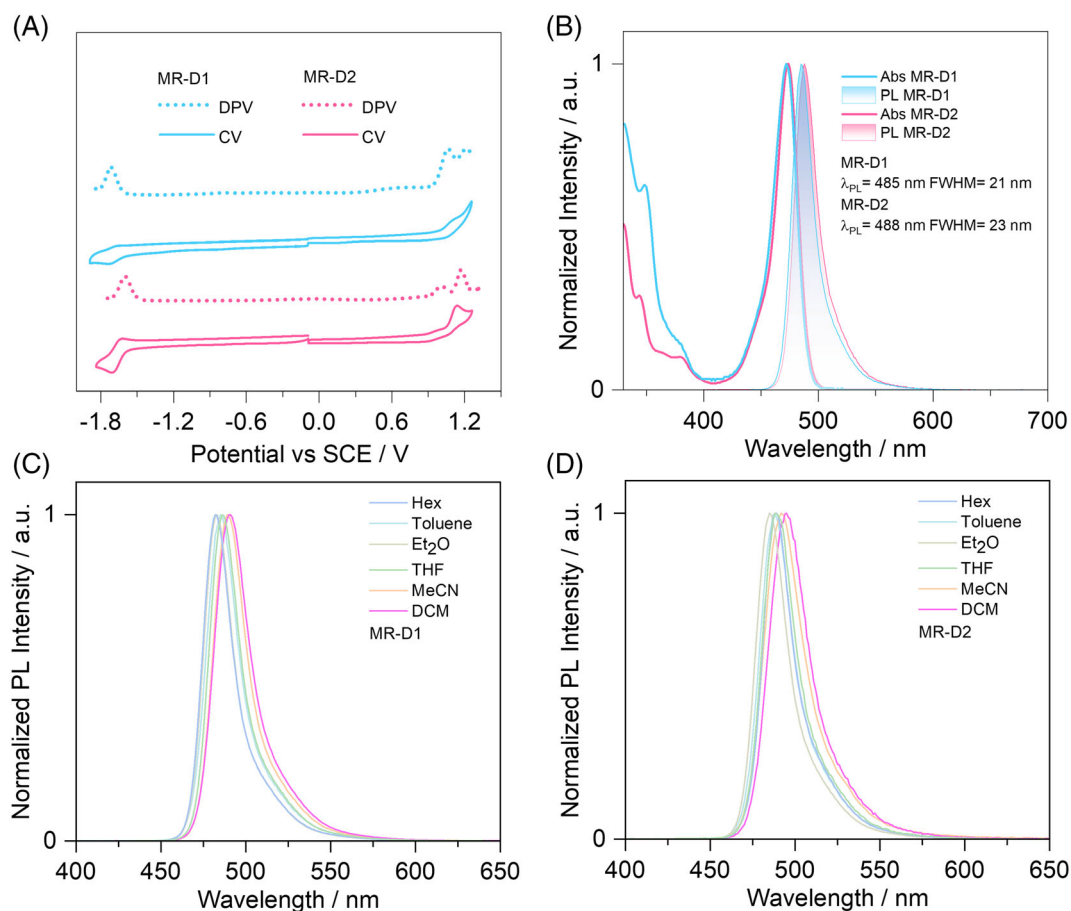 (A)
MR-D1 MR-D2
DPV DPV
CV CV
-1.8 -1.2 -0.6 0.0 0.6 1.2
Potential vs SCE / V
(B)
Normalized Intensity / a.u.
1
0
Abs MR-D1
PL MR-D1
Abs MR-D2
PL MR-D2
MR-D1
λPL= 485 nm FWHM= 21 nm
MR-D2
λPL= 488 nm FWHM= 23 nm
400 500 600 700
Wavelength / nm
(C)
Normalized PL Intensity / a.u.
1
0
Hex
Toluene
Et2O
THF
MeCN
DCM
MR-D1
400 450 500 550 600 650
Wavelength / nm
(D)
Normalized PL Intensity / a.u.
1
0
Hex
Toluene
Et2O
THF
MeCN
DCM
MR-D2
400 450 500 550 600 650
Wavelength / nm